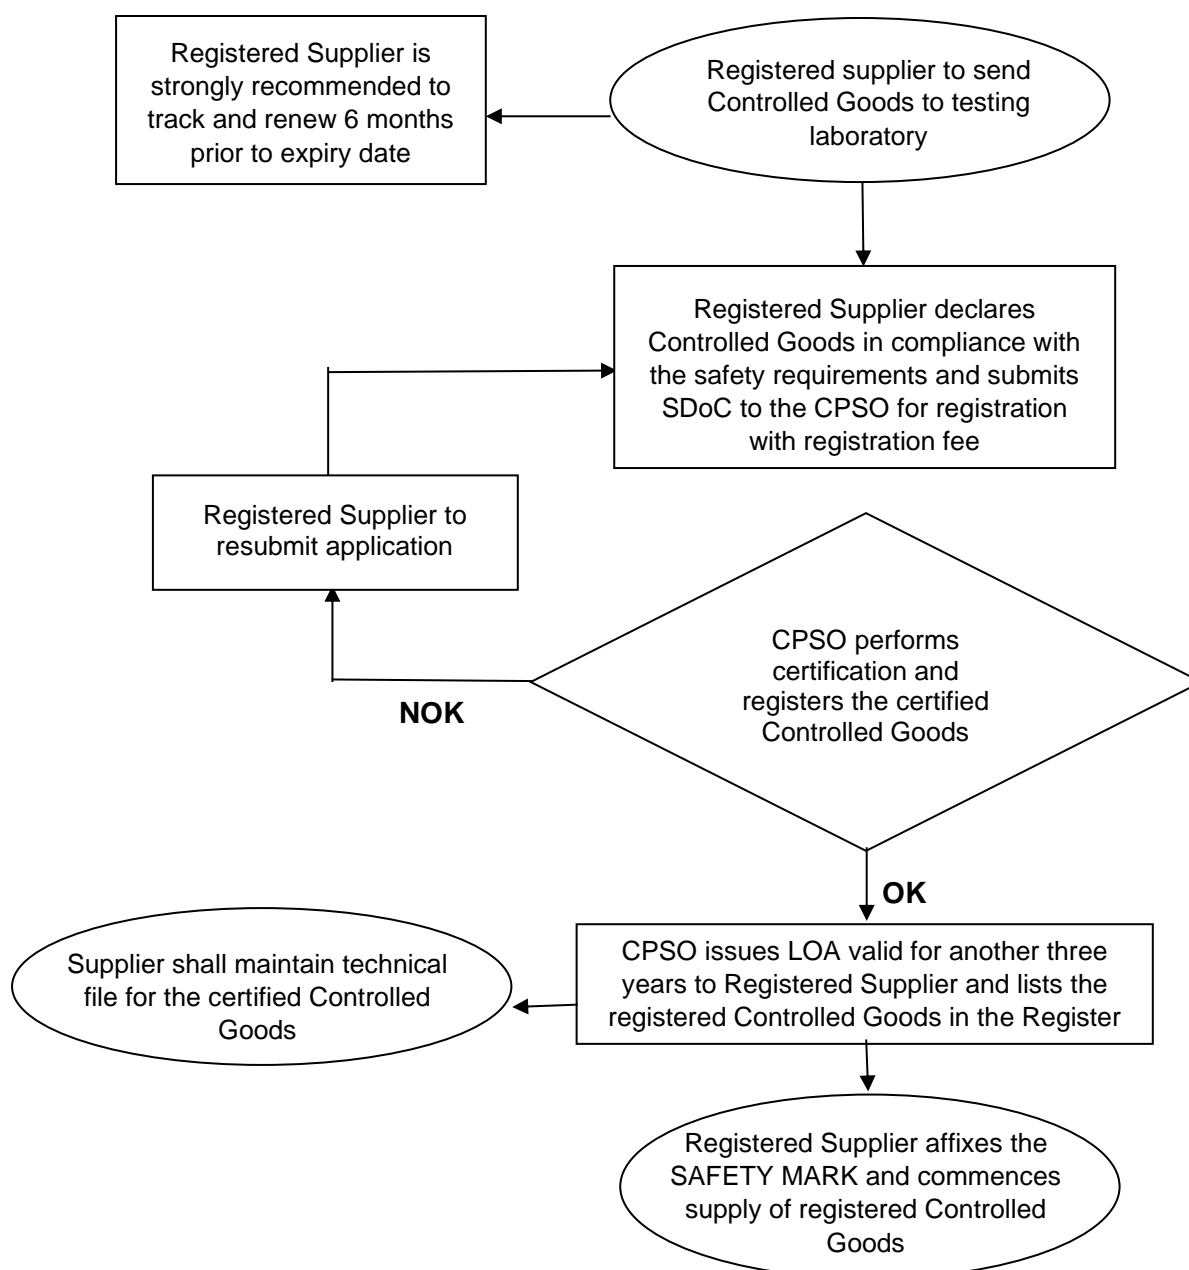 Registered Supplier is
strongly recommended to
track and renew 6 months
prior to expiry date
Registered supplier to send
Controlled Goods to testing
laboratory
Registered Supplier declares
Controlled Goods in compliance with
the safety requirements and submits
SDoC to the CPSO for registration
with registration fee
Registered Supplier to
resubmit application
CPSO performs
certification and
registers the certified
Controlled Goods
NOK
OK
Supplier shall maintain technical
file for the certified Controlled
Goods
CPSO issues LOA valid for another three
years to Registered Supplier and lists the
registered Controlled Goods in the Register
Registered Supplier affixes the
SAFETY MARK and commences
supply of registered Controlled
Goods